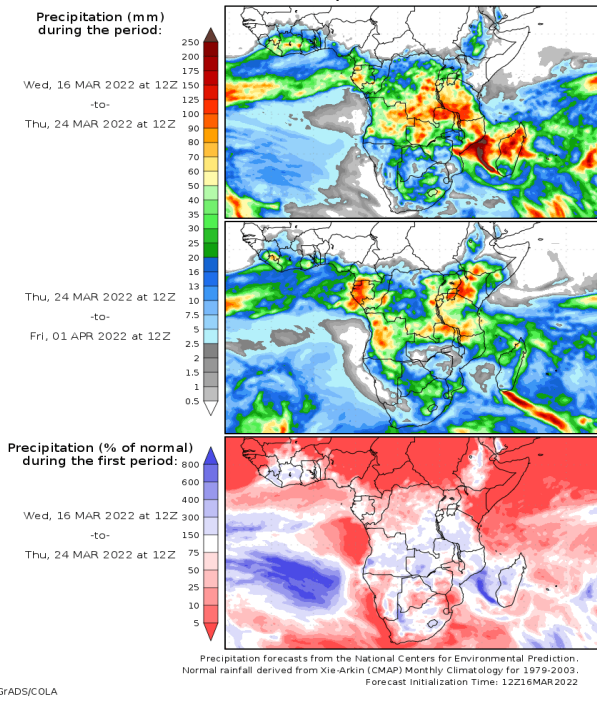 Precipitation (mm)
during the period:
250
200
175
150
125
100
90
80
70
60
50
40
35
30
25
20
16
13
10
7.5
5
2.5
2
1.5
1
0.5
Wed, 16 MAR 2022 at 12Z
-to-
Thu, 24 MAR 2022 at 12Z
Thu, 24 MAR 2022 at 12Z
-to-
Fri, 01 APR 2022 at 12Z
Precipitation (% of normal)
during the first period:
800
600
400
300
150
75
50
25
10
5
Wed, 16 MAR 2022 at 12Z
-to-
Thu, 24 MAR 2022 at 12Z
Precipitation forecasts from the National Centers for Environmental Prediction.
Normal rainfall derived from Xie-Arkin (CMAP) Monthly Climatology for 1979-2003.
Forecast Initialization Time: 12Z16MAR2022
GrADS/COLA